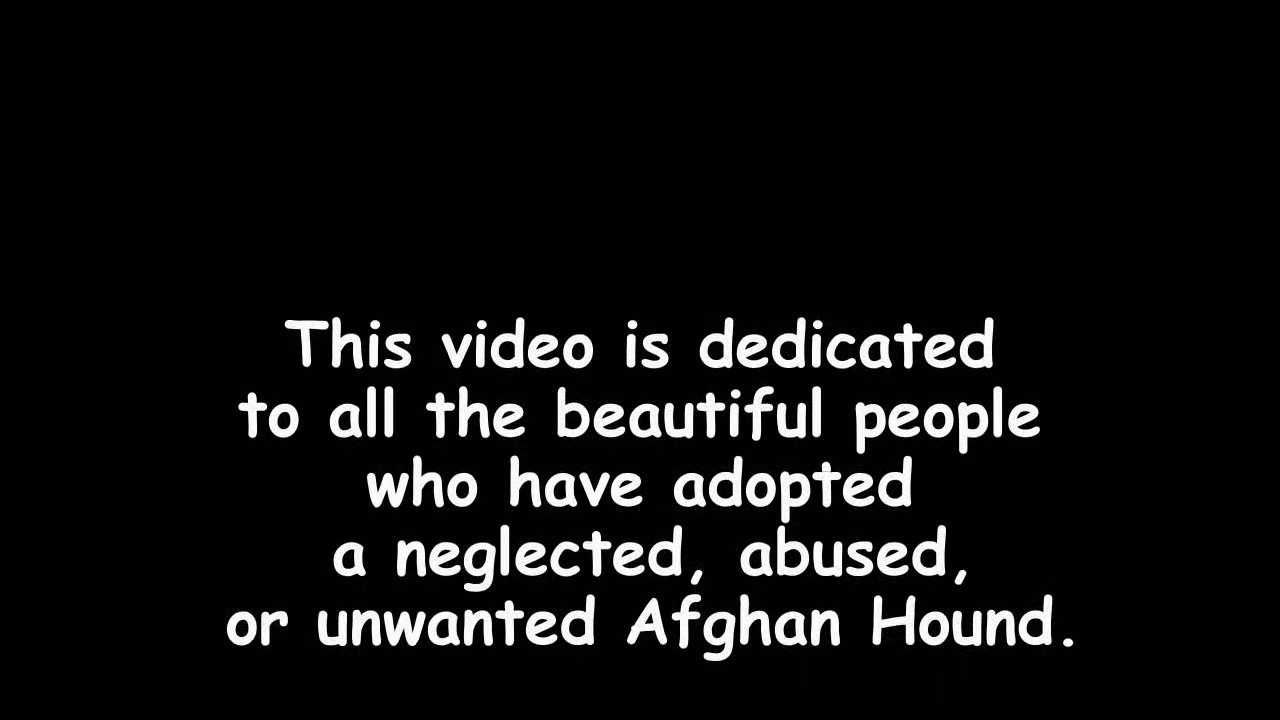 This video is dedicated
to all the beautiful people
who have adopted
a neglected, abused,
or unwanted Afghan Hound.